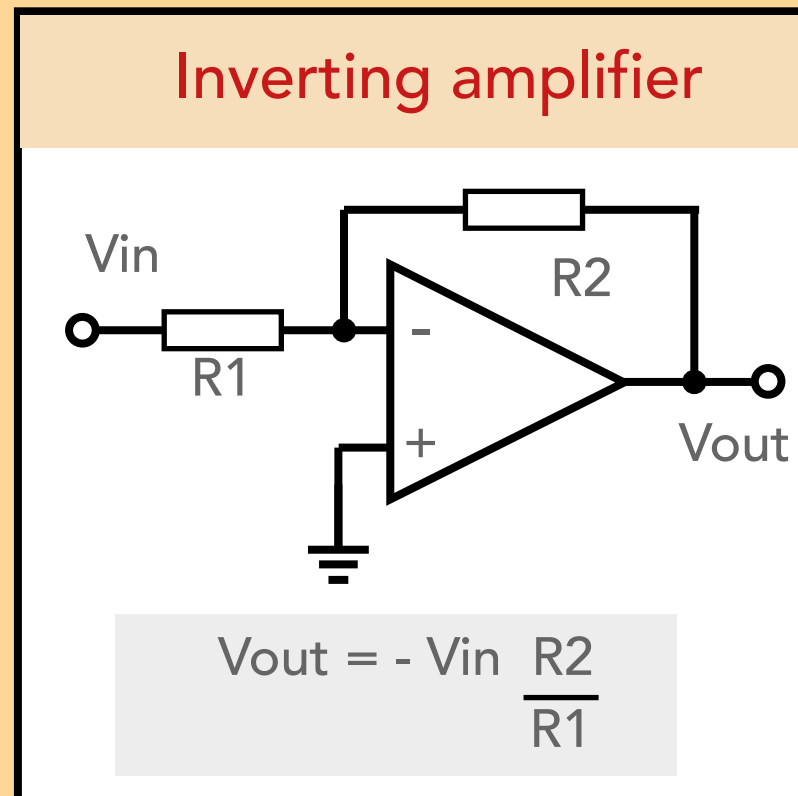 Inverting amplifier
Vin
R2
R1
-
+
Vout
Vout = - Vin R2
R1